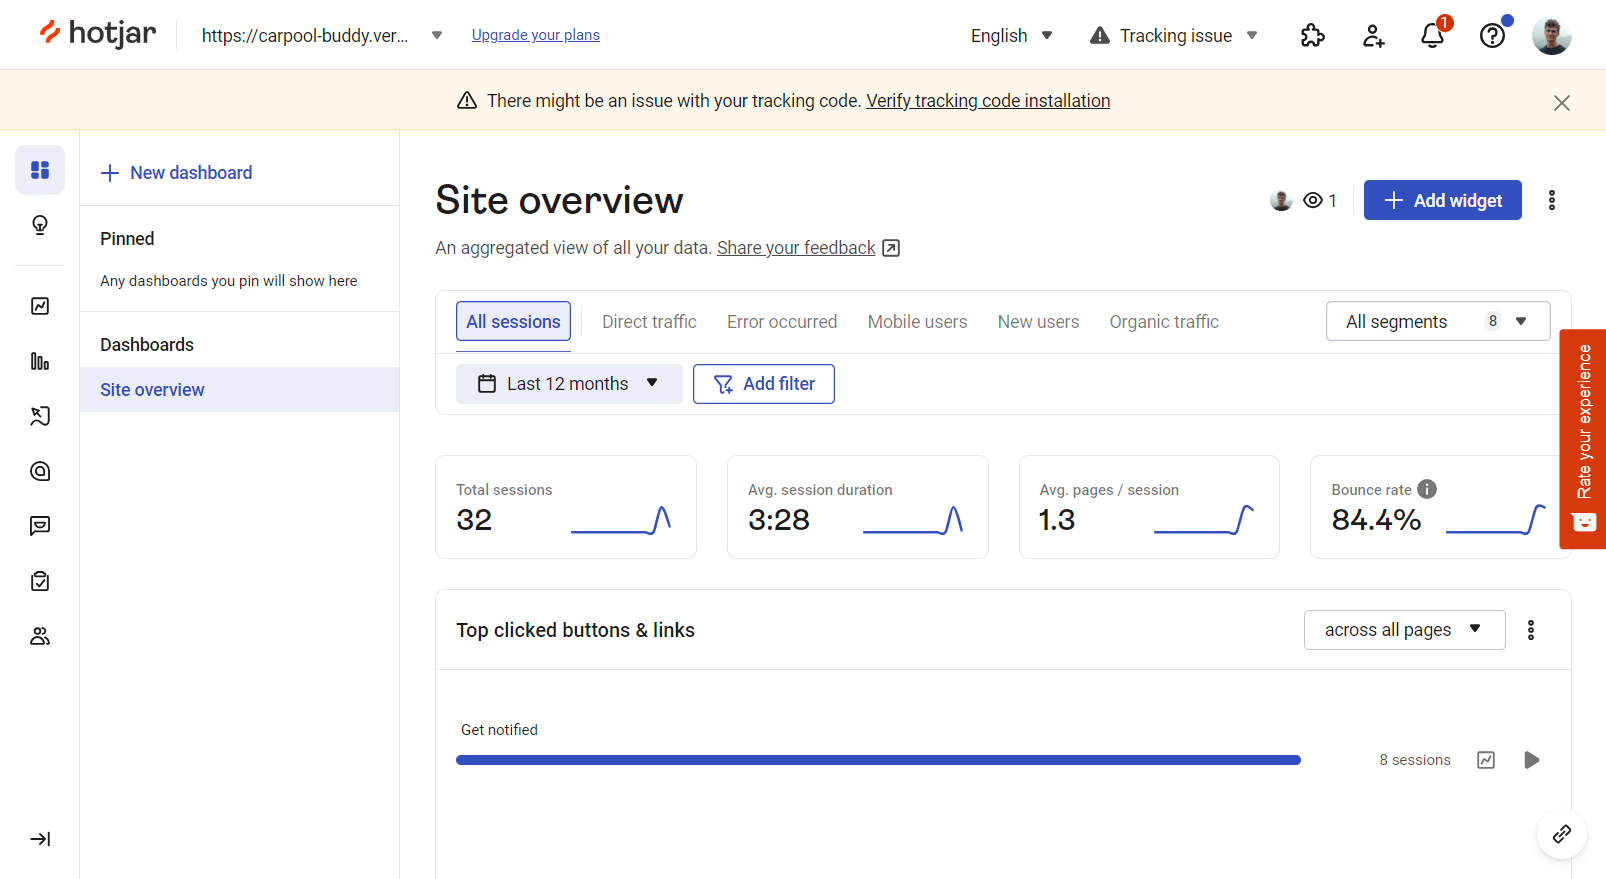 hotjar
https://carpool-buddy.ver...
Upgrade your plans
English
Tracking issue
1
There might be an issue with your tracking code. Verify tracking code installation
New dashboard
Pinned
Any dashboards you pin will show here
Dashboards
Site overview
Site overview
1
Add widget
An aggregated view of all your data. Share your feedback
All sessions
Direct traffic
Error occurred
Mobile users
New users
Organic traffic
All segments 8
Last 12 months
Add filter
Rate your experience
Total sessions
32
Avg. session duration
3:28
Avg. pages / session
1.3
Bounce rate
84.4%
Top clicked buttons & links
across all pages
Get notified
8 sessions